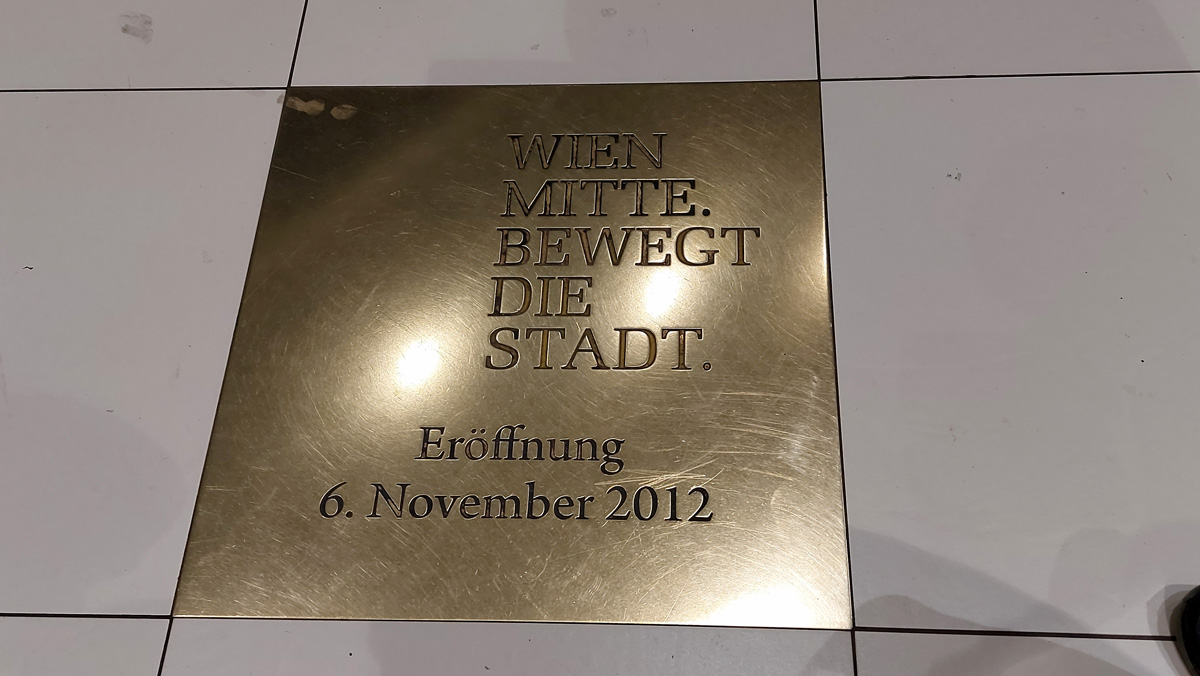 WIEN
MITTE.
BEWEGT
DIE
STADT.
Eröffnung
6. November 2012